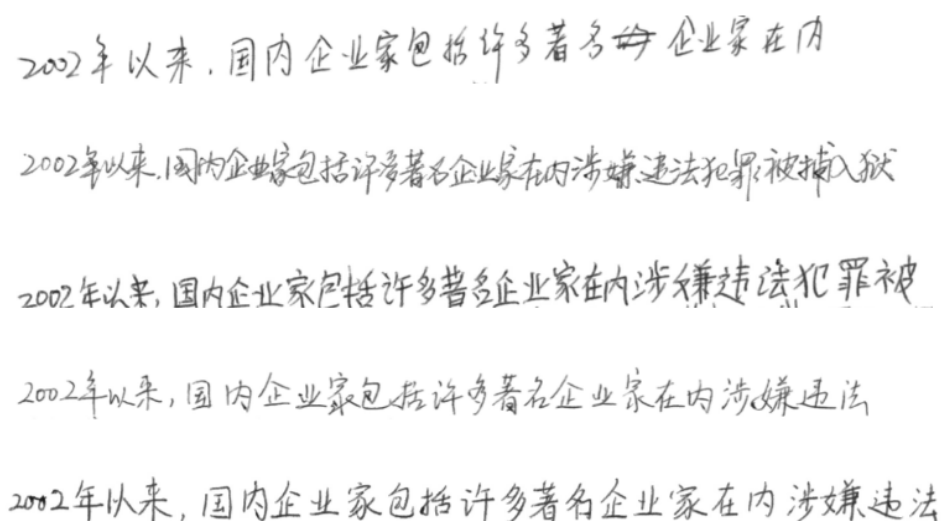 2002年以来，国内企业家包括许多著名企业家在内
2002年以来，国内企业家包括许多著名企业家在内涉嫌违法犯罪被捕入狱
2002年以来，国内企业家包括许多著名企业家在内涉嫌违法犯罪被
2002年以来，国内企业家包括许多著名企业家在内涉嫌违法
2002年以来，国内企业家包括许多著名企业家在内涉嫌违法